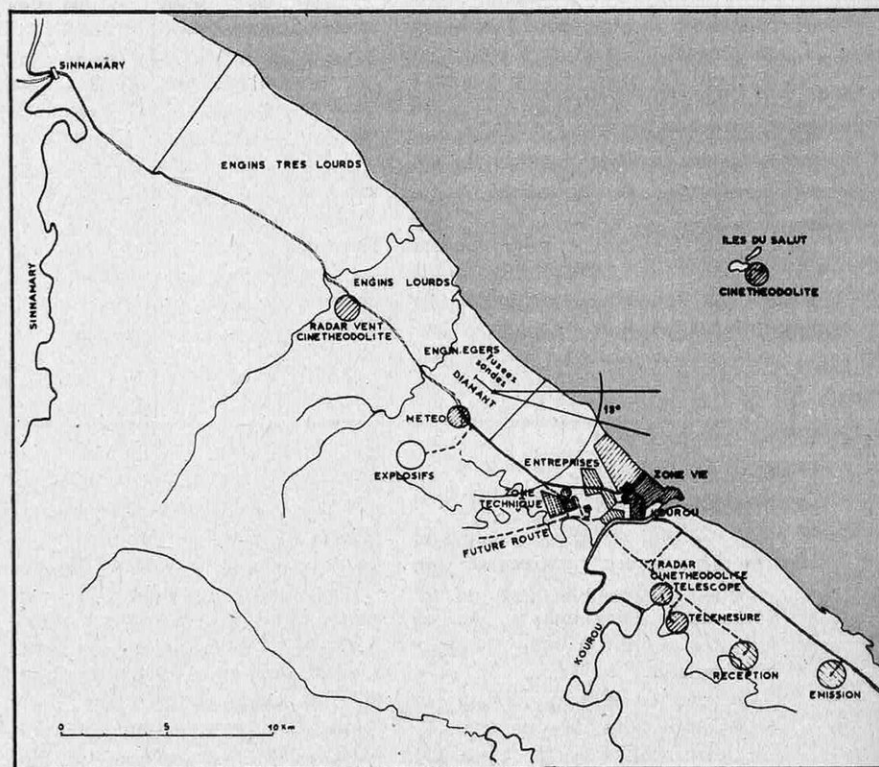 SINNAMARY
ENGINS TRES LOURDS
ILES DU SALUT
CINETHEODOLITE
SINNAMARY
ENGINS LOURDS
RADAR VENT
CINETHEODOLITE
ENGIN EGERS
fusées
sondes
DIAMANT
15°
METEO
EXPLOSIFS
ENTREPRISES
ZONE VIE
ZONE
TECHNIQUE
KOUROU
FUTURE ROUTE
RADAR
CINETHEODOLITE
TELESCOPE
TELEMESURE
KOUROU
RECEPTION
EMISSION
0 5 10 Km